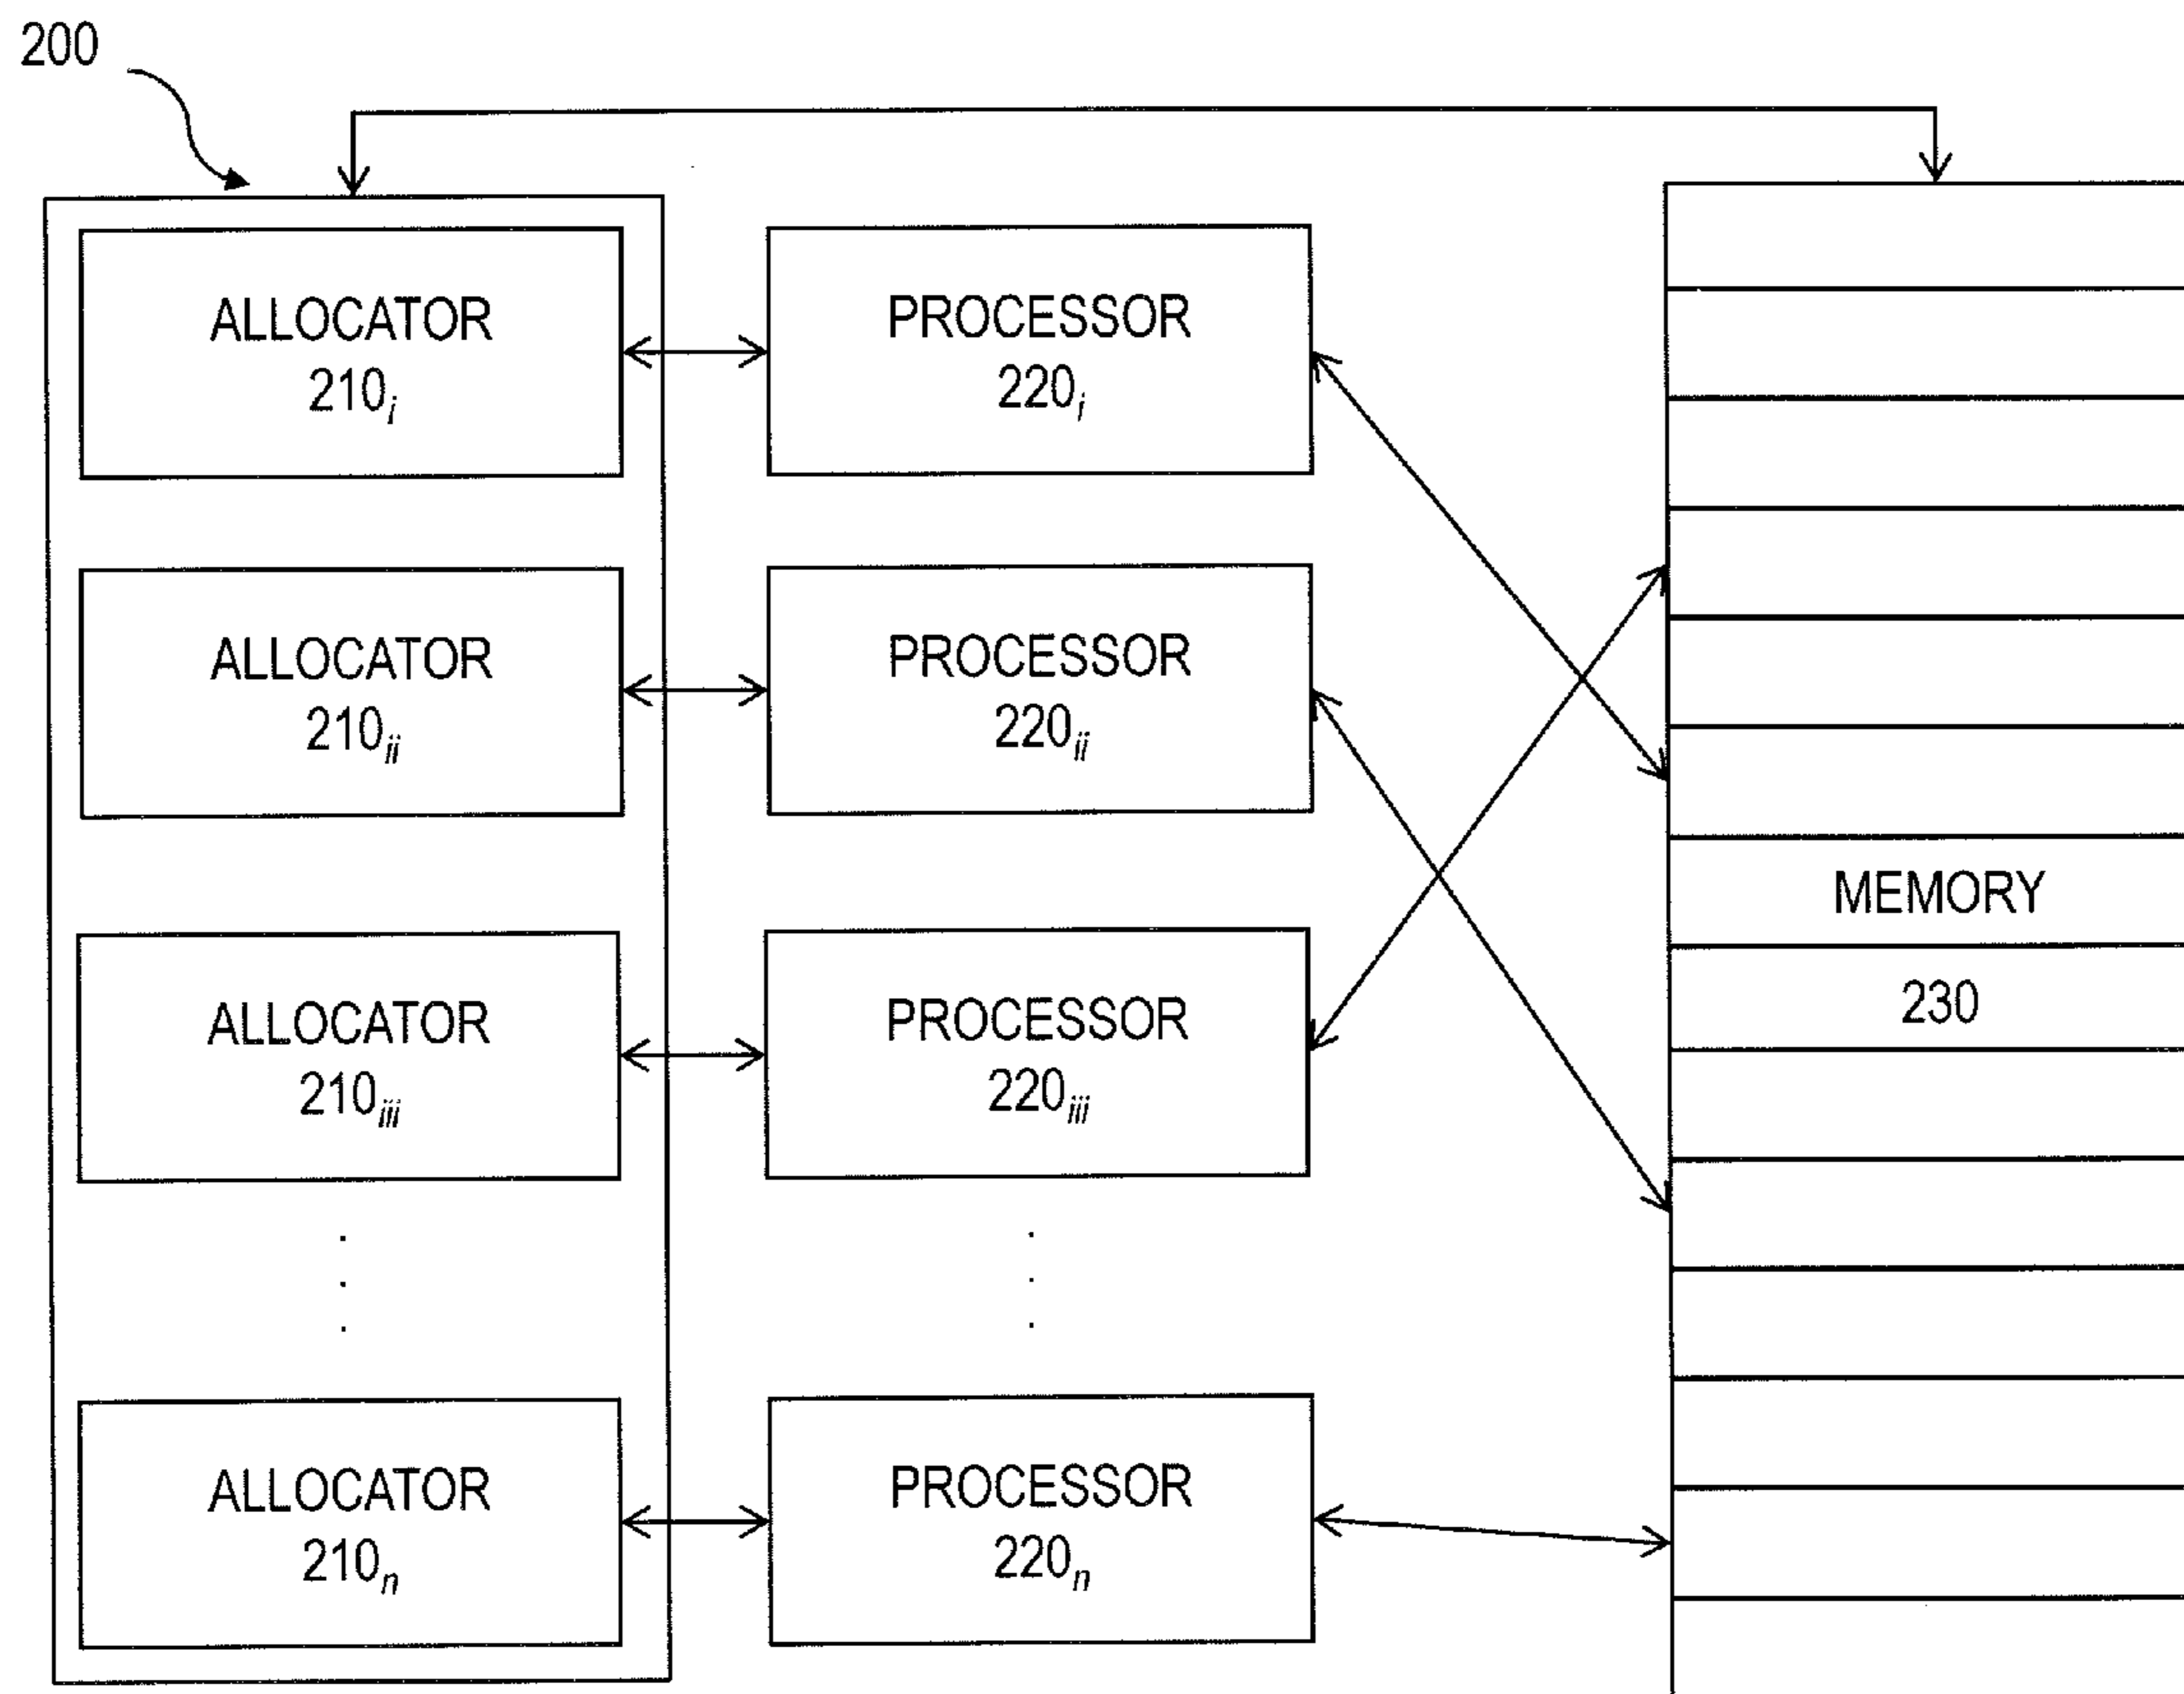 200
ALLOCATOR
210i
PROCESSOR
220i
ALLOCATOR
210ii
PROCESSOR
220ii
MEMORY
230
ALLOCATOR
210iii
PROCESSOR
220iii
ALLOCATOR
210n
PROCESSOR
220n